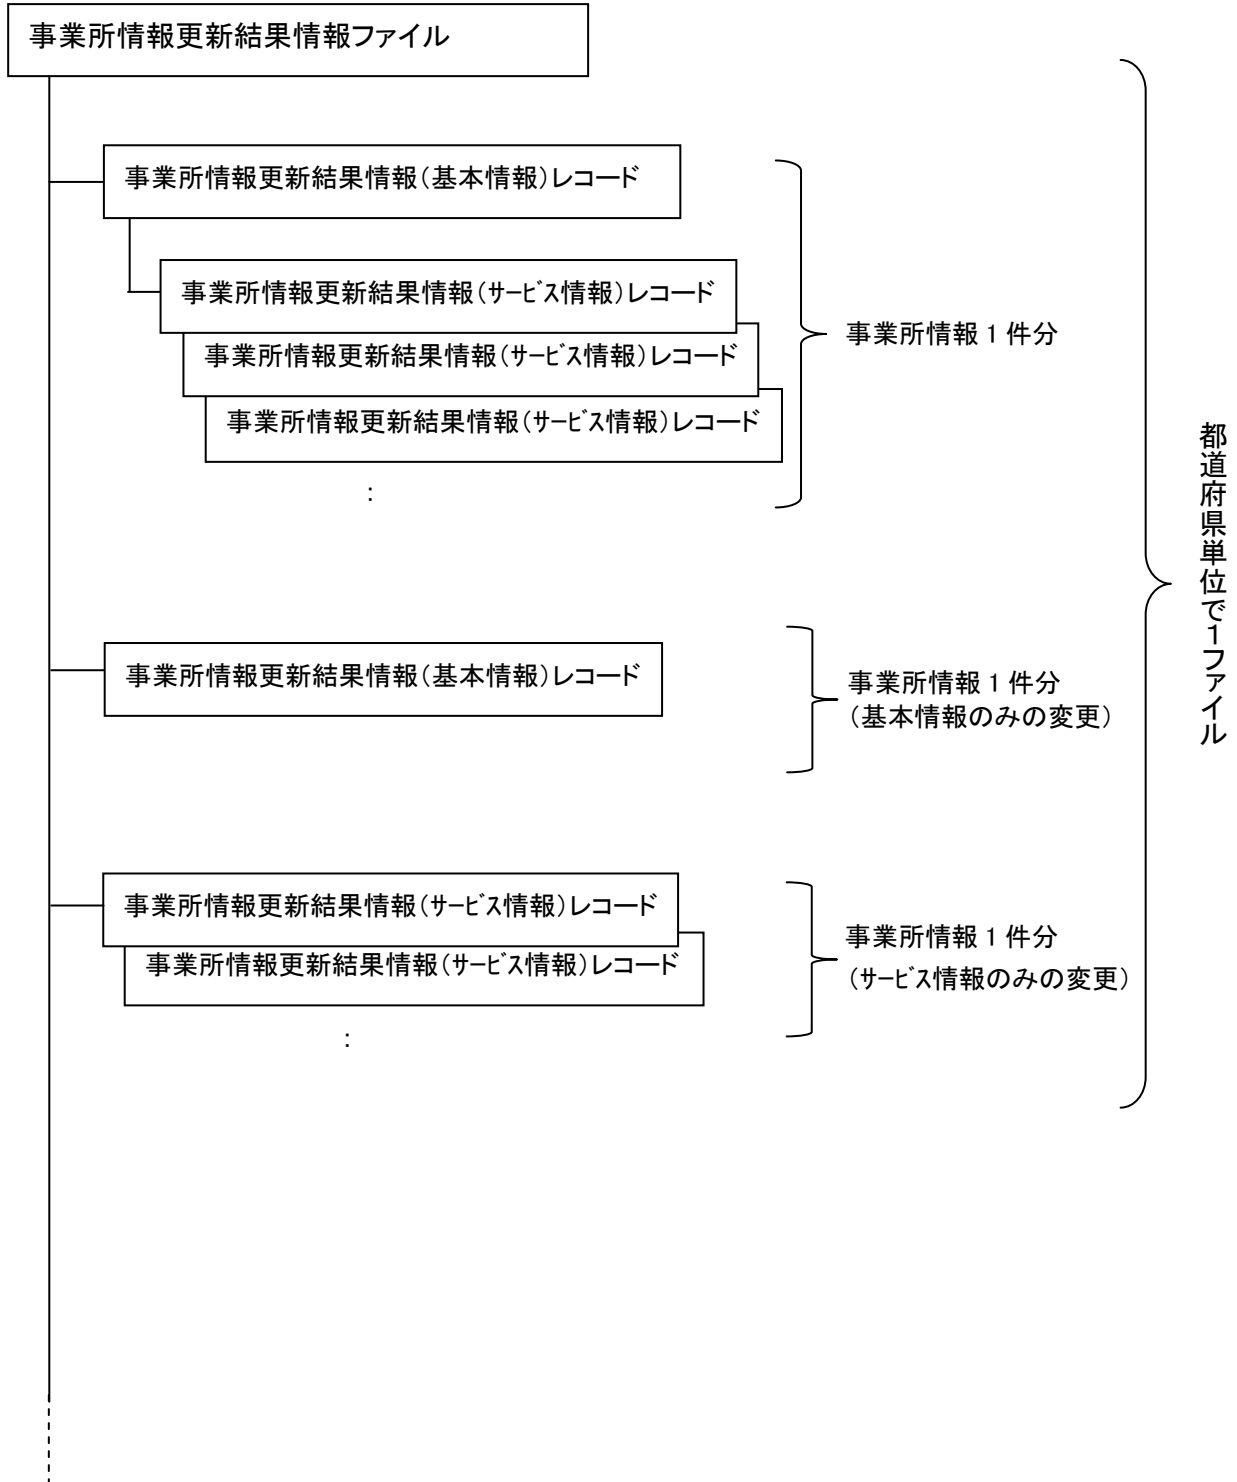 事業所情報更新結果情報ファイル
事業所情報更新結果情報(基本情報)レコード
事業所情報更新結果情報(サービス情報)レコード
事業所情報更新結果情報(サービス情報)レコード
事業所情報更新結果情報(サービス情報)レコード
:
事業所情報1件分
事業所情報更新結果情報(基本情報)レコード
事業所情報1件分
(基本情報のみの変更)
事業所情報更新結果情報(サービス情報)レコード
事業所情報更新結果情報(サービス情報)レコード
:
事業所情報1件分
(サービス情報のみの変更)
都道府県単位で1ファイル